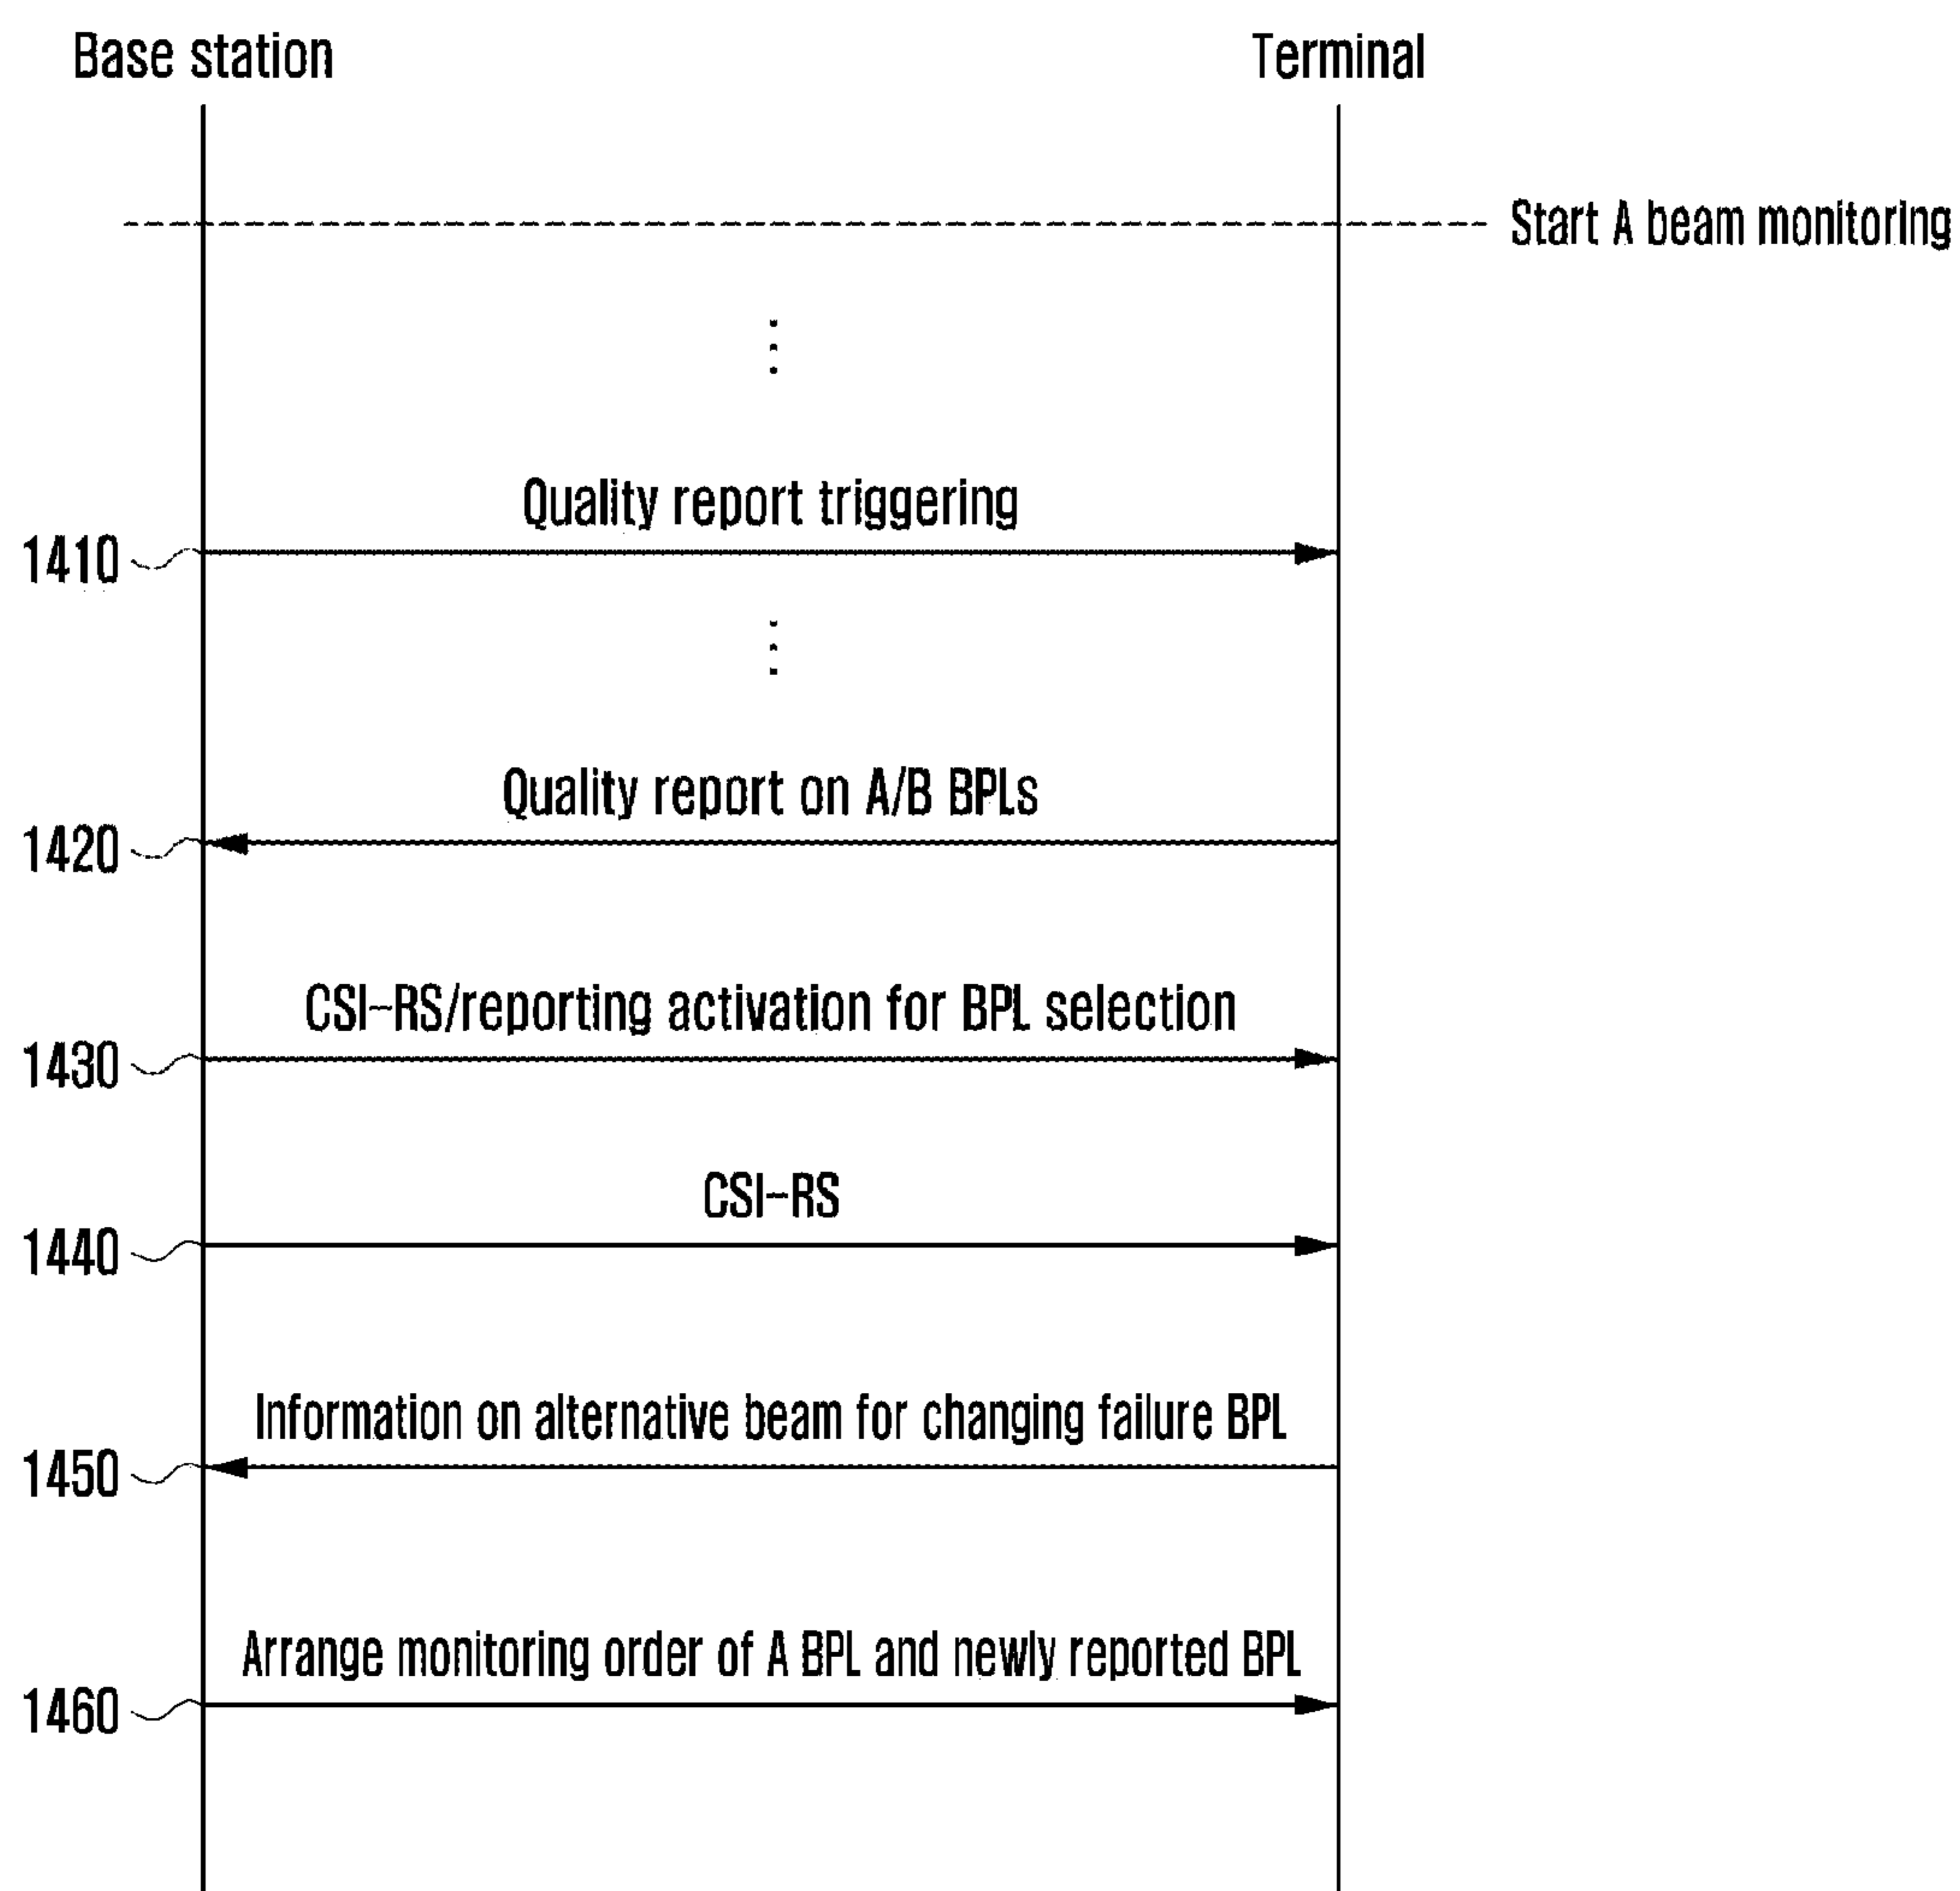 Base station
Terminal
Start A beam monitoring
Quality report triggering
1410
Quality report on A/B BPLs
1420
CSI-RS/reporting activation for BPL selection
1430
CSI-RS
1440
Information on alternative beam for changing failure BPL
1450
Arrange monitoring order of A BPL and newly reported BPL
1460